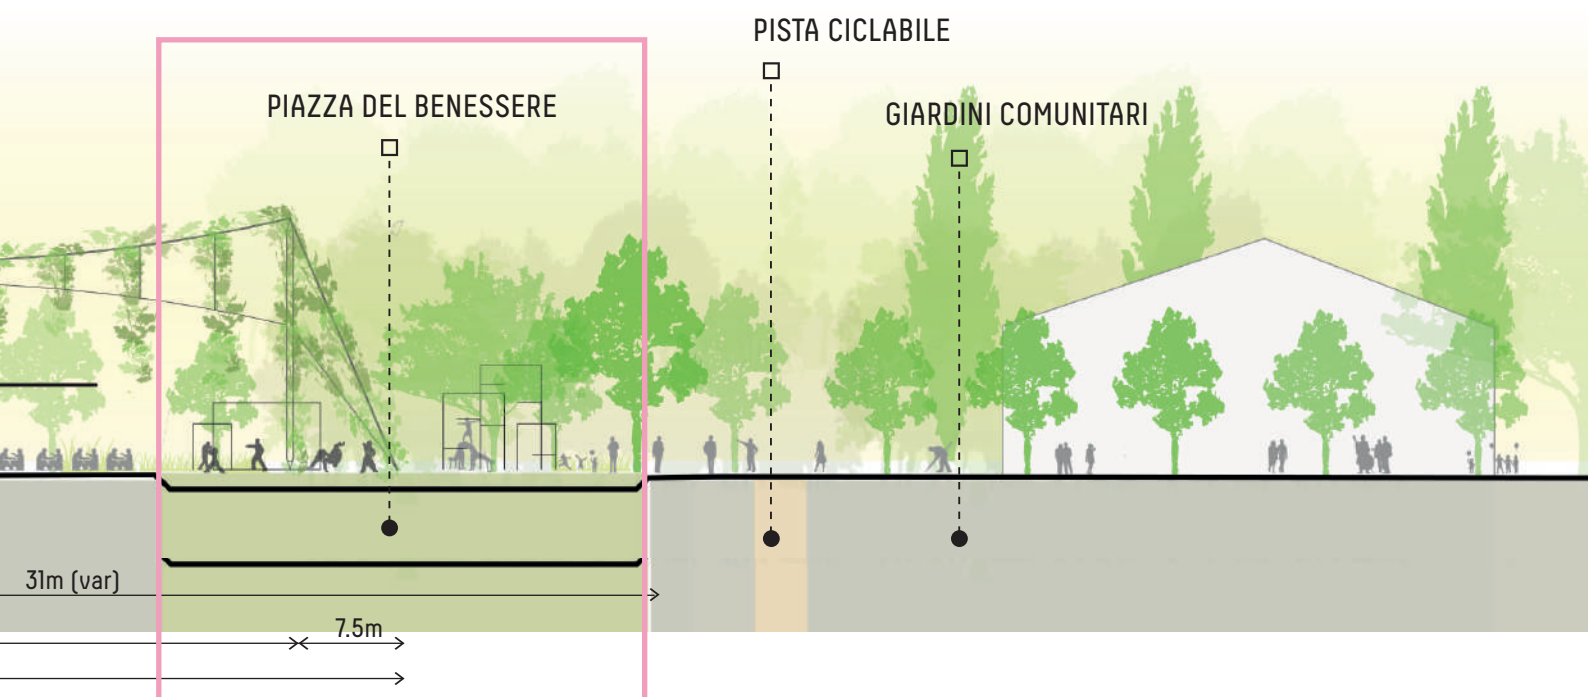 PISTA CICLABILE
PIAZZA DEL BENESSERE
GIARDINI COMUNITARI
31m (var)
7.5m